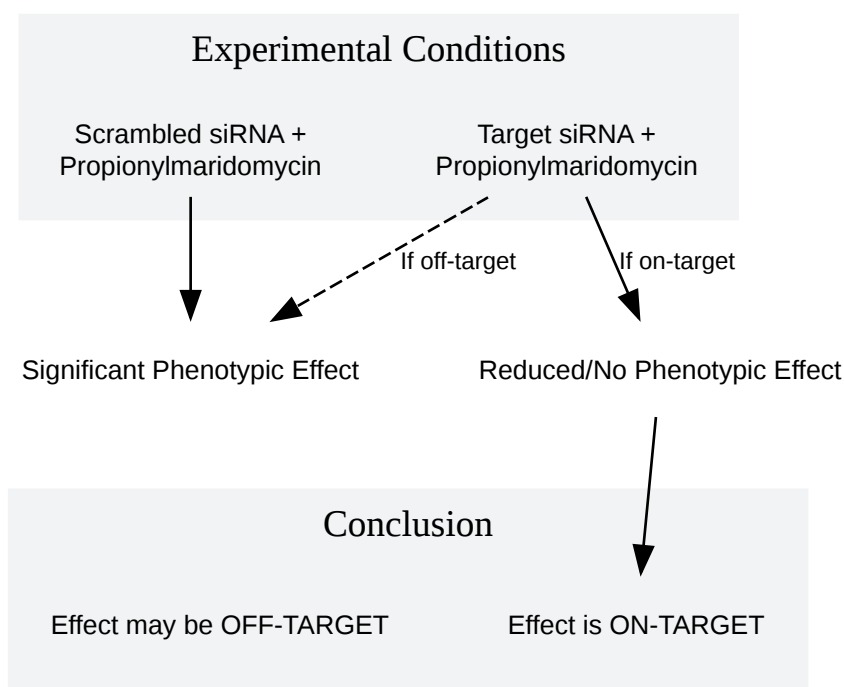 Experimental Conditions
Scrambled siRNA +
Propionylmaridomycin
Target siRNA +
Propionylmaridomycin
If off-target
If on-target
Significant Phenotypic Effect
Reduced/No Phenotypic Effect
Conclusion
Effect may be OFF-TARGET
Effect is ON-TARGET